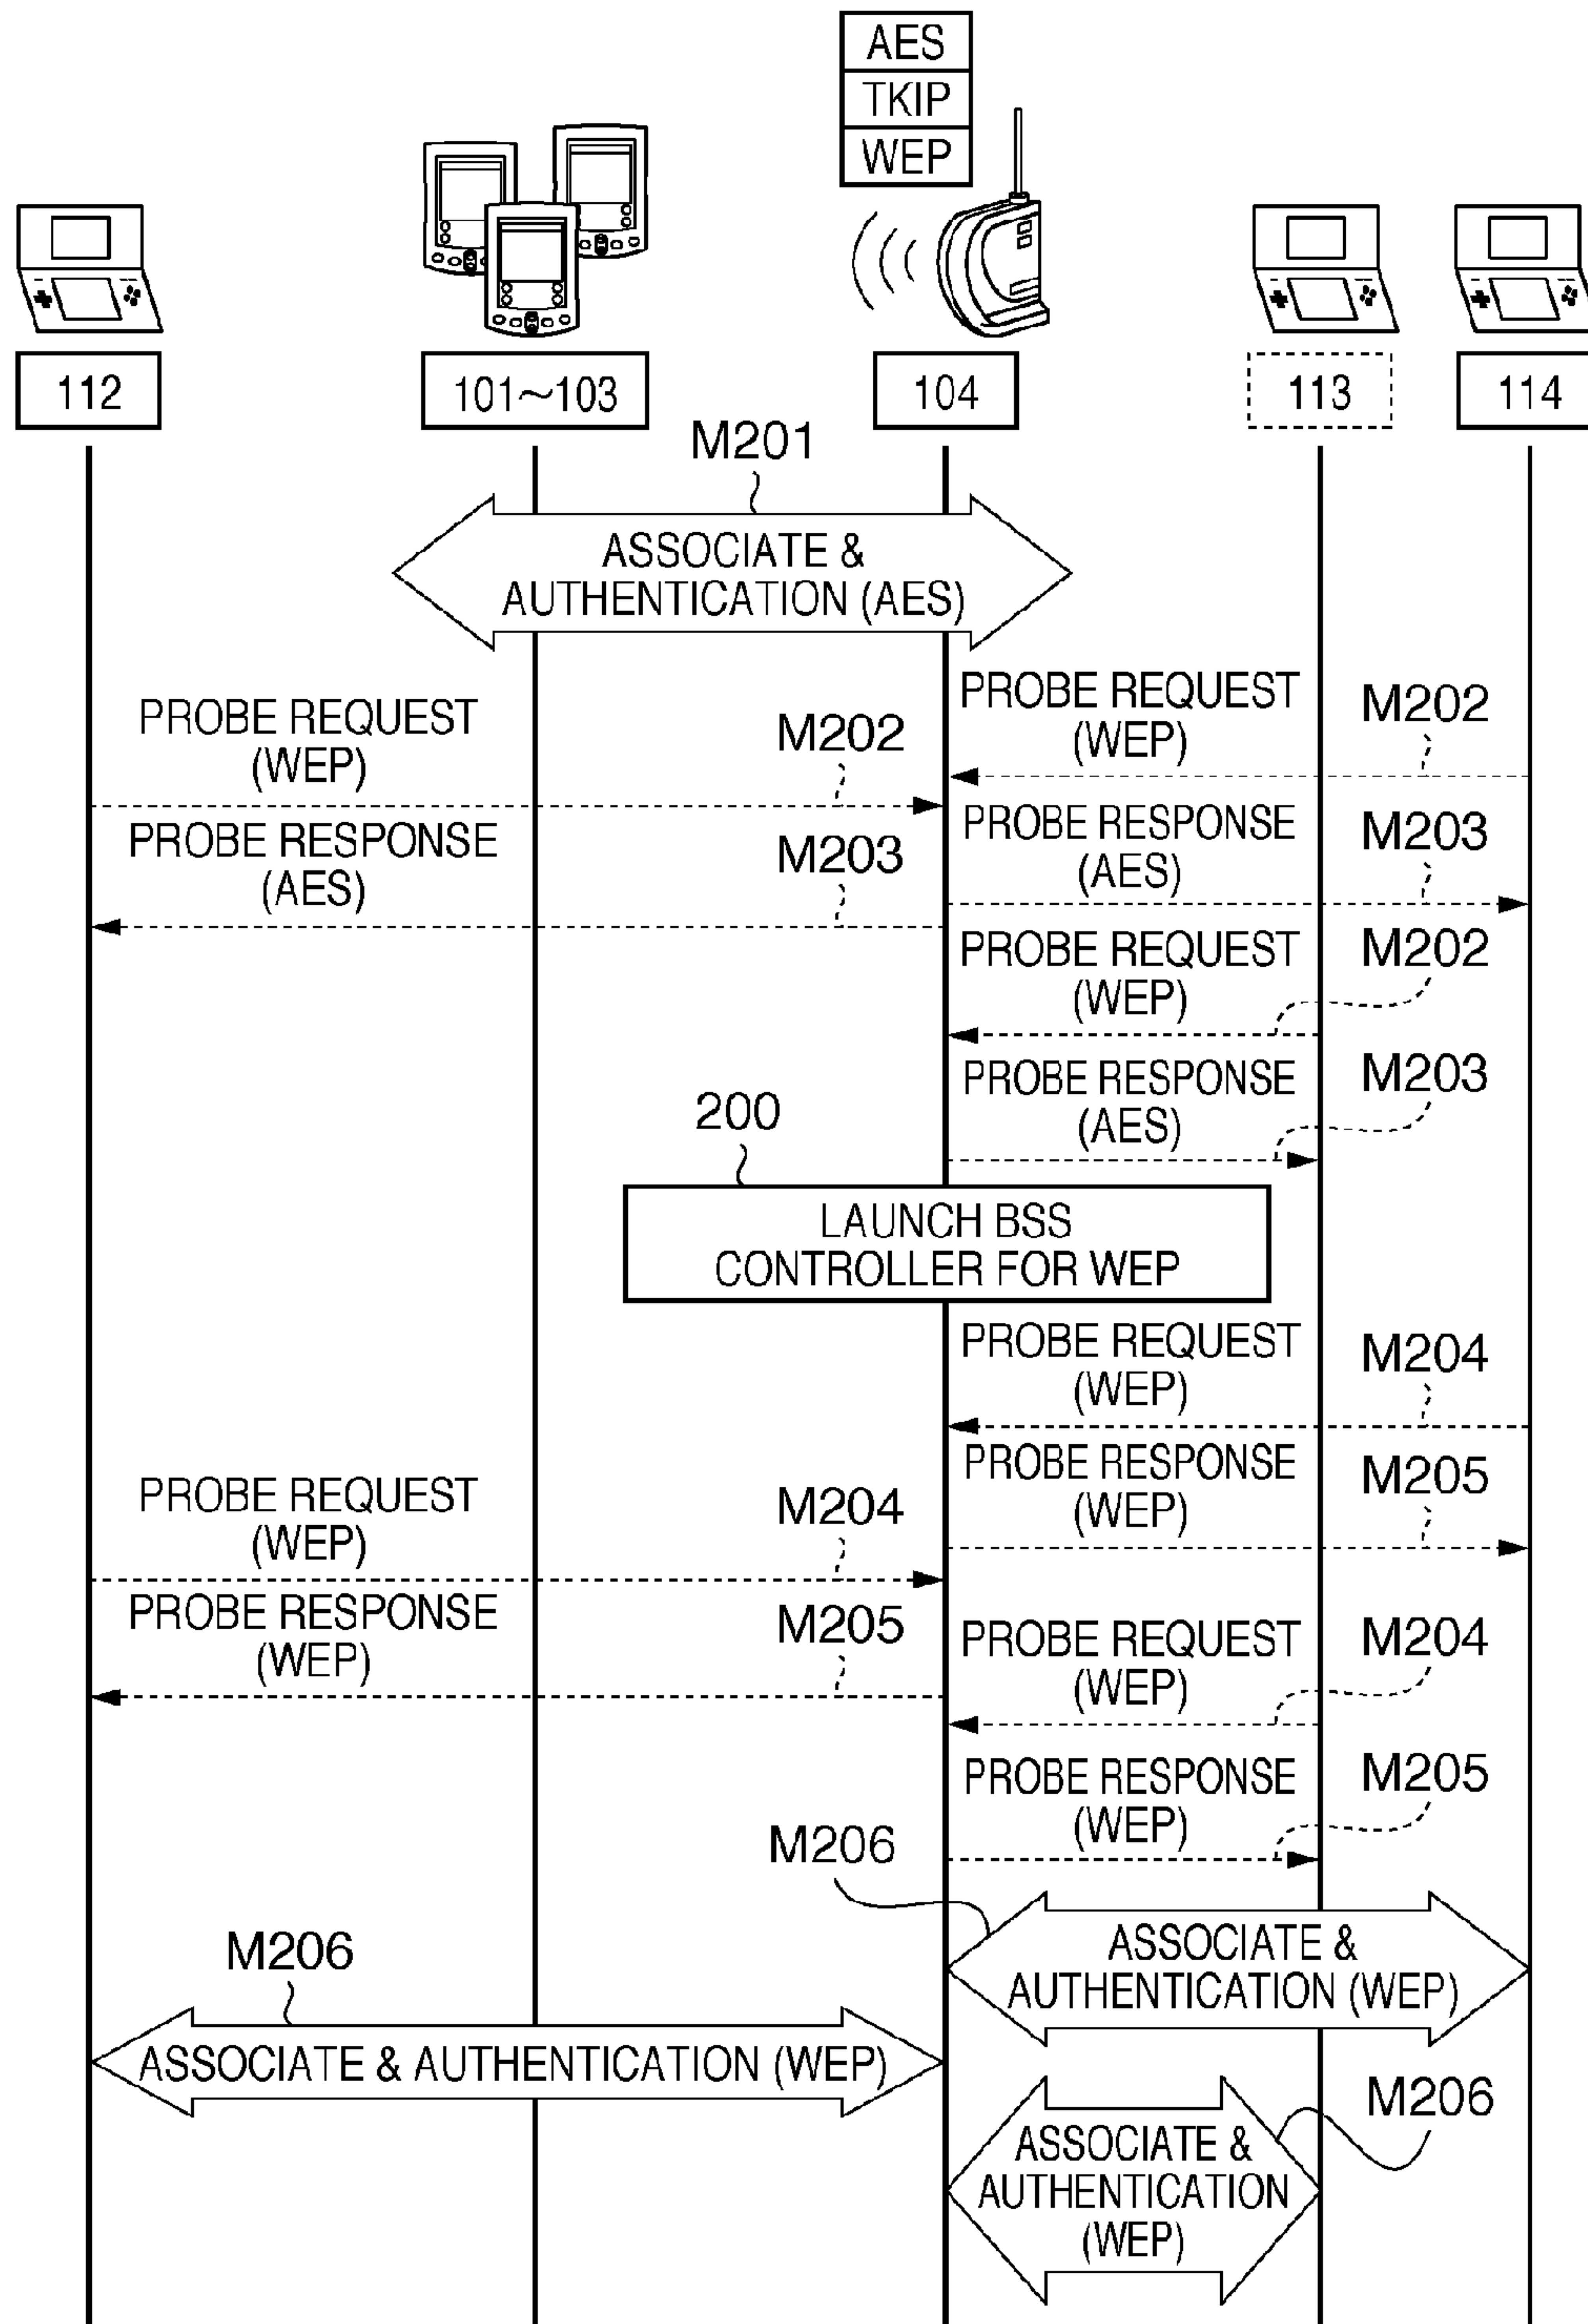 AES
TKIP
WEP
112
101~103
104
113
114
M201
ASSOCIATE &
AUTHENTICATION (AES)
PROBE REQUEST
(WEP)
M202
PROBE REQUEST
(WEP)
M202
PROBE RESPONSE
(AES)
M203
PROBE RESPONSE
(AES)
M203
PROBE REQUEST
(WEP)
M202
PROBE RESPONSE
(AES)
M203
200
LAUNCH BSS
CONTROLLER FOR WEP
PROBE REQUEST
(WEP)
M204
PROBE RESPONSE
(WEP)
M205
PROBE REQUEST
(WEP)
M204
PROBE RESPONSE
(WEP)
M205
PROBE REQUEST
(WEP)
M204
PROBE RESPONSE
(WEP)
M205
M206
ASSOCIATE &
AUTHENTICATION (WEP)
M206
ASSOCIATE & AUTHENTICATION (WEP)
M206
ASSOCIATE &
AUTHENTICATION
(WEP)